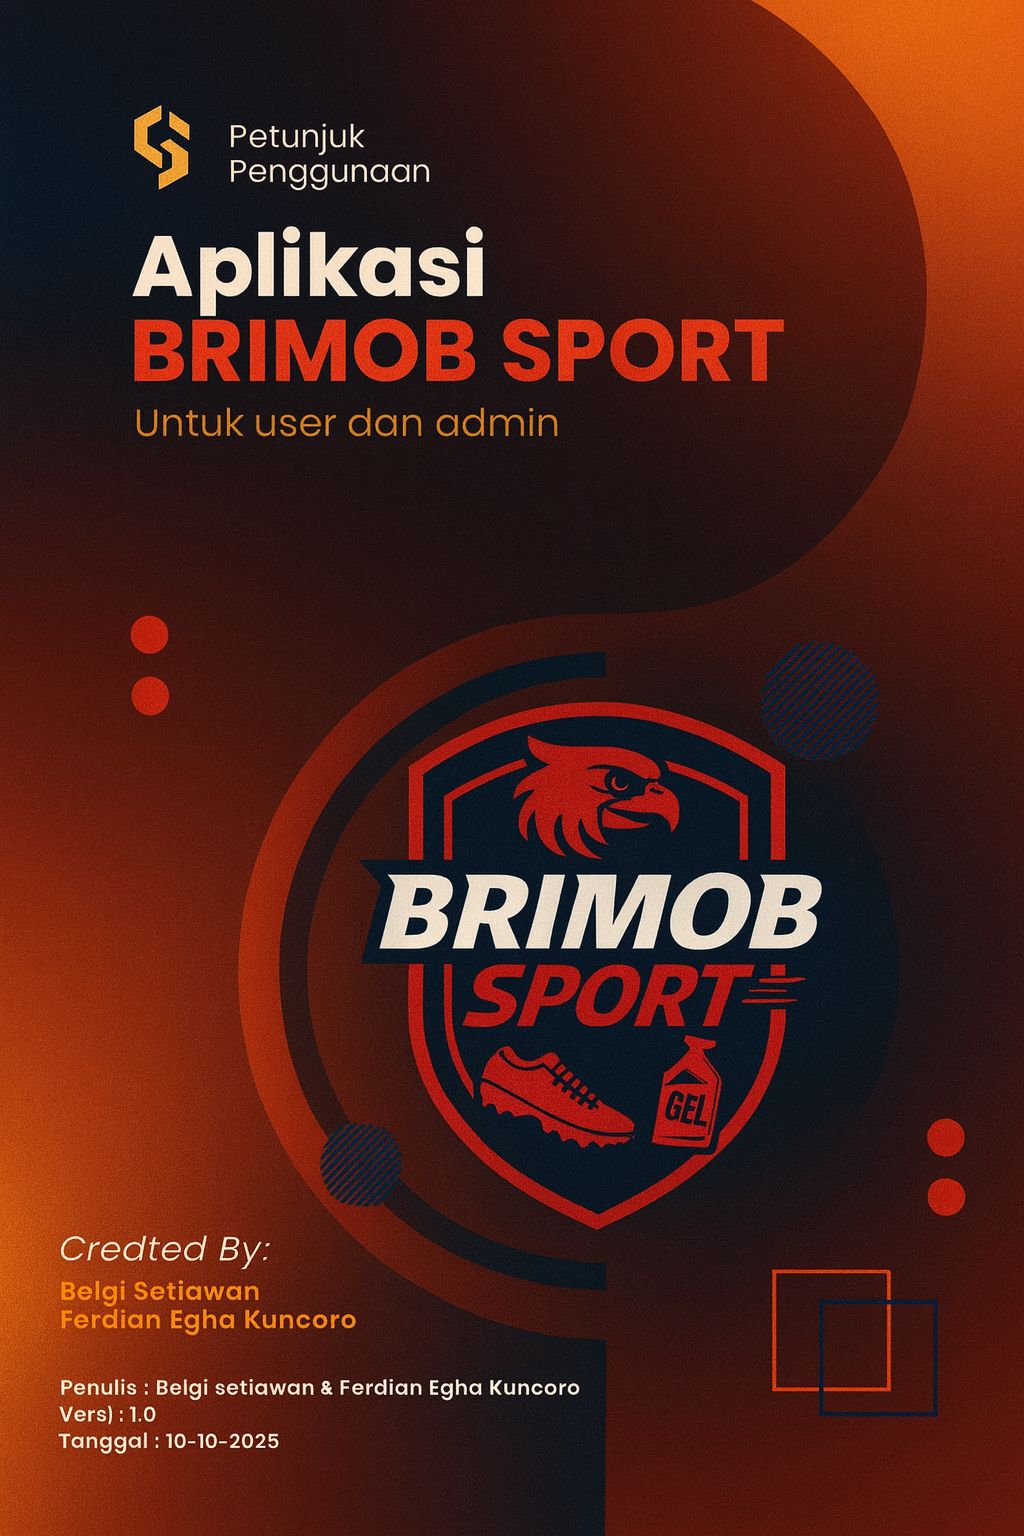 Petunjuk
Penggunaan
Aplikasi
BRIMOB SPORT
Untuk user dan admin
BRIMOB
SPORT
GEL
Credted By:
Belgi Setiawan
Ferdian Egha Kuncoro
Penulis : Belgi setiawan & Ferdian Egha Kuncoro
Vers) : 1.0
Tanggal : 10-10-2025